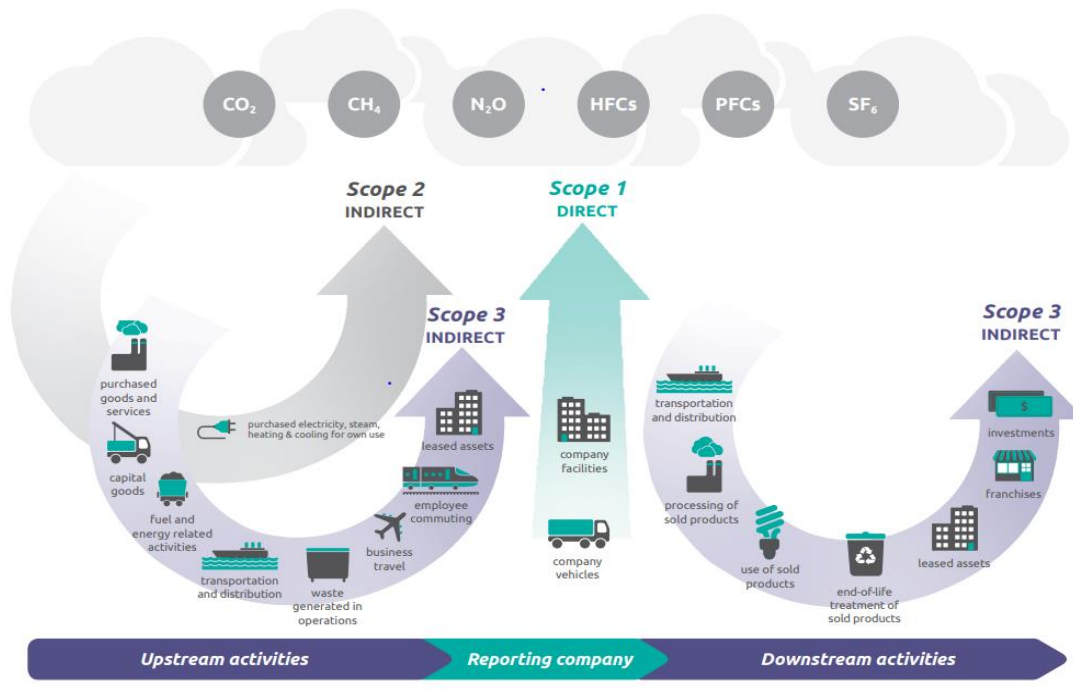 CO₂
CH₄
N₂O
HFCs
PFCs
SF₆
Scope 2
INDIRECT
Scope 1
DIRECT
Scope 3
INDIRECT
Scope 3
INDIRECT
purchased
goods and
services
capital
goods
fuel and
energy related
activities
purchased electricity, steam,
heating & cooling for own use
transportation
and distribution
waste
generated in
operations
business
travel
employee
commuting
leased assets
company
facilities
company
vehicles
transportation
and distribution
processing of
sold products
use of sold
products
end-of-life
treatment of
sold products
leased assets
franchises
$
investments
Upstream activities
Reporting company
Downstream activities